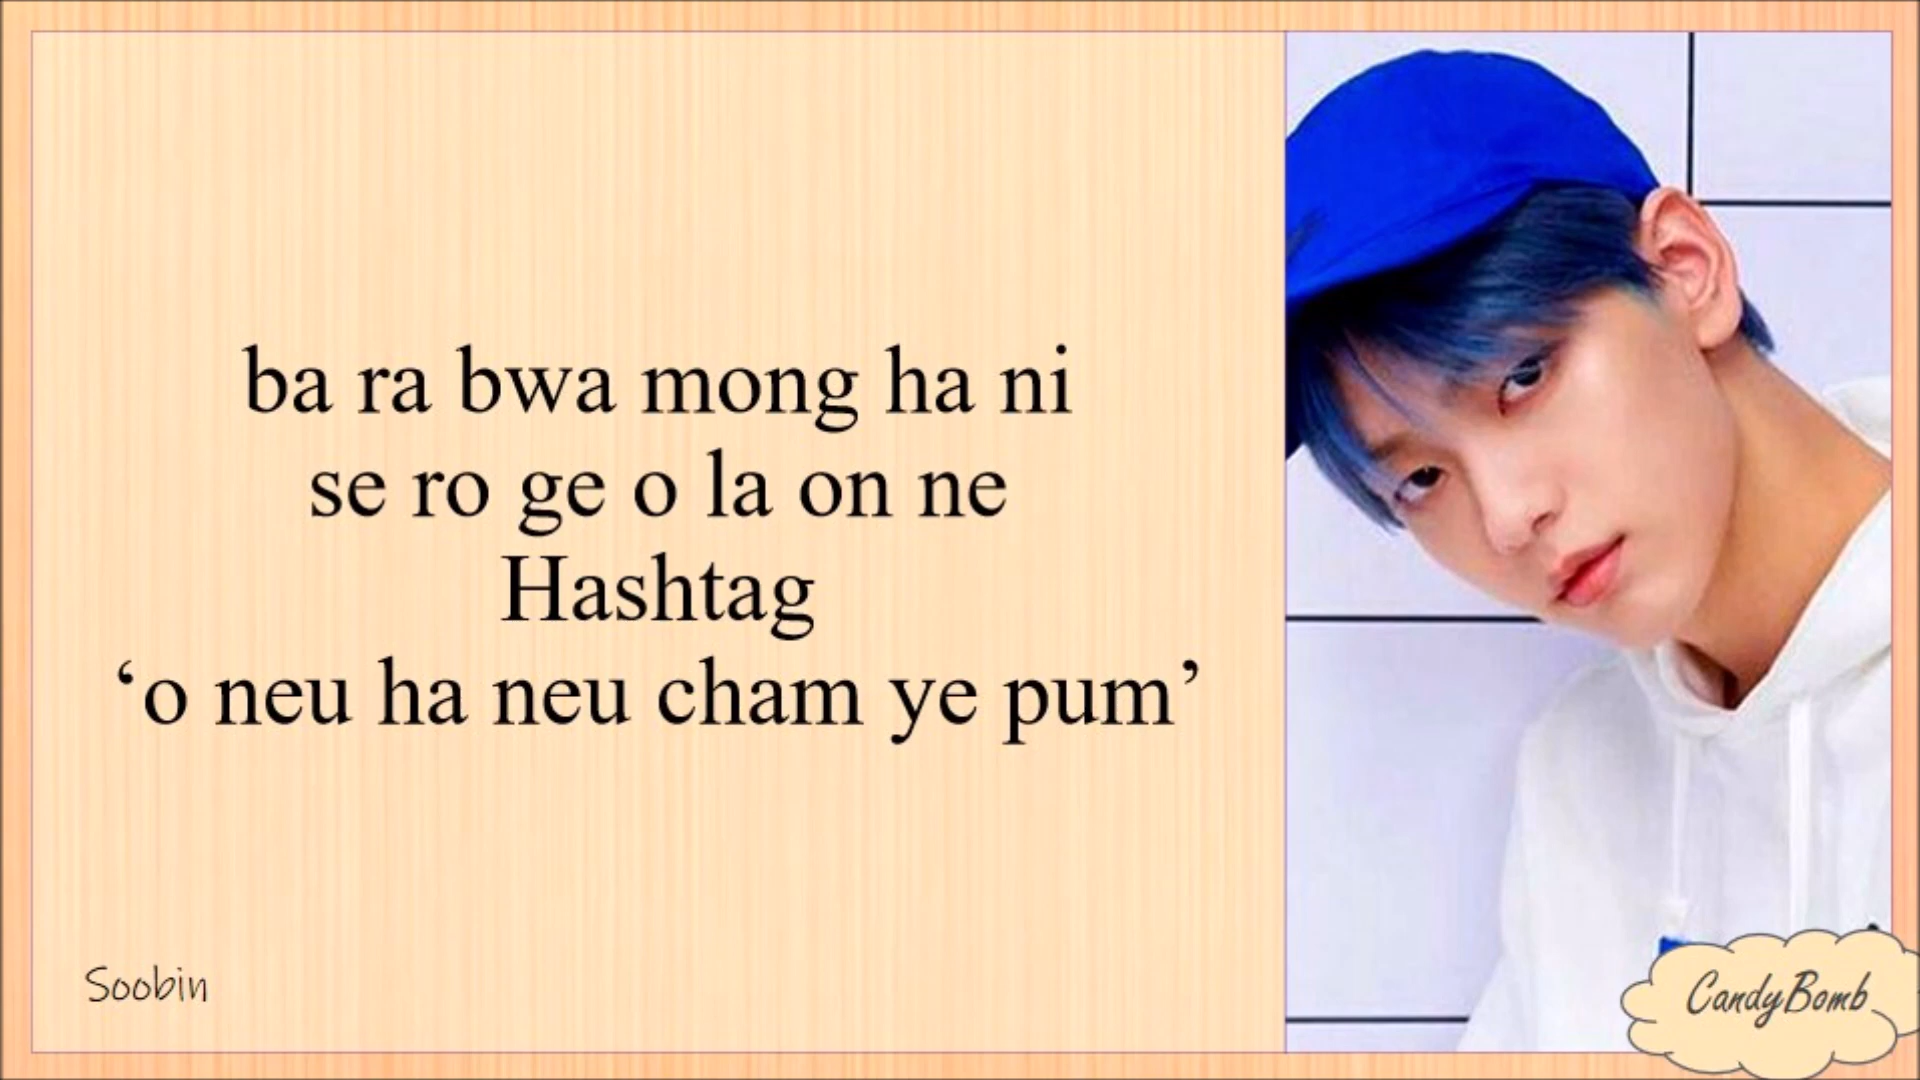 ba ra bwa mong ha ni
se ro ge o la on ne
Hashtag
‘o neu ha neu cham ye pum’
Soobin
CandyBomb